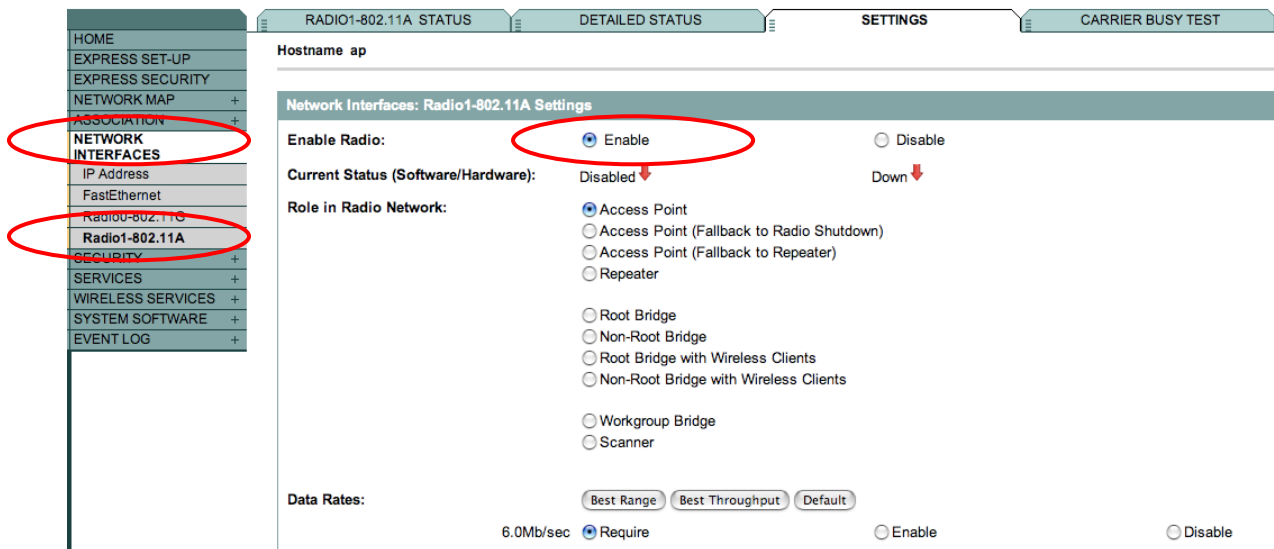 RADIO1-802.11A STATUS DETAILED STATUS SETTINGS CARRIER BUSY TEST
HOME
EXPRESS SET-UP
EXPRESS SECURITY
NETWORK MAP +
ASSOCIATION +
NETWORK
INTERFACES
IP Address
FastEthernet
Radio0-802.11G
Radio1-802.11A
SECURITY +
SERVICES +
WIRELESS SERVICES +
SYSTEM SOFTWARE +
EVENT LOG +
Hostname ap
Network Interfaces: Radio1-802.11A Settings
Enable Radio: Enable Disable
Current Status (Software/Hardware): Disabled Down
Role in Radio Network: Access Point
Access Point (Fallback to Radio Shutdown)
Access Point (Fallback to Repeater)
Repeater
Root Bridge
Non-Root Bridge
Root Bridge with Wireless Clients
Non-Root Bridge with Wireless Clients
Workgroup Bridge
Scanner
Data Rates: Best Range Best Throughput Default
6.0Mb/sec Require Enable Disable